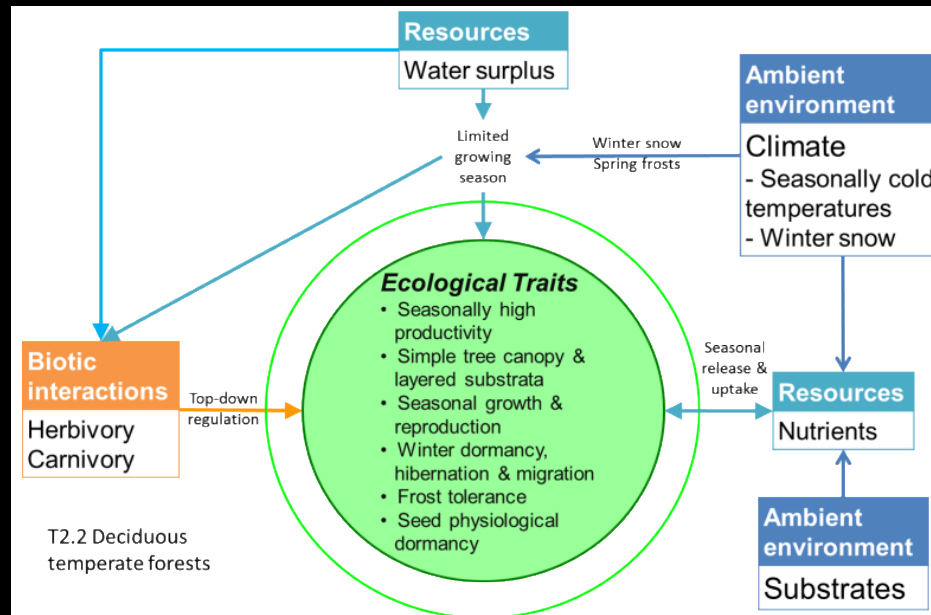 Resources
Water surplus
Ambient
environment
Climate
- Seasonally cold
temperatures
- Winter snow
Limited
growing
season
Winter snow
Spring frosts
Ecological Traits
• Seasonally high
productivity
• Simple tree canopy &
layered substrata
• Seasonal growth &
reproduction
• Winter dormancy,
hibernation & migration
• Frost tolerance
• Seed physiological
dormancy
Biotic
interactions
Herbivory
Carnivory
Top-down
regulation
Seasonal
release &
uptake
Resources
Nutrients
Ambient
environment
Substrates
T2.2 Deciduous
temperate forests